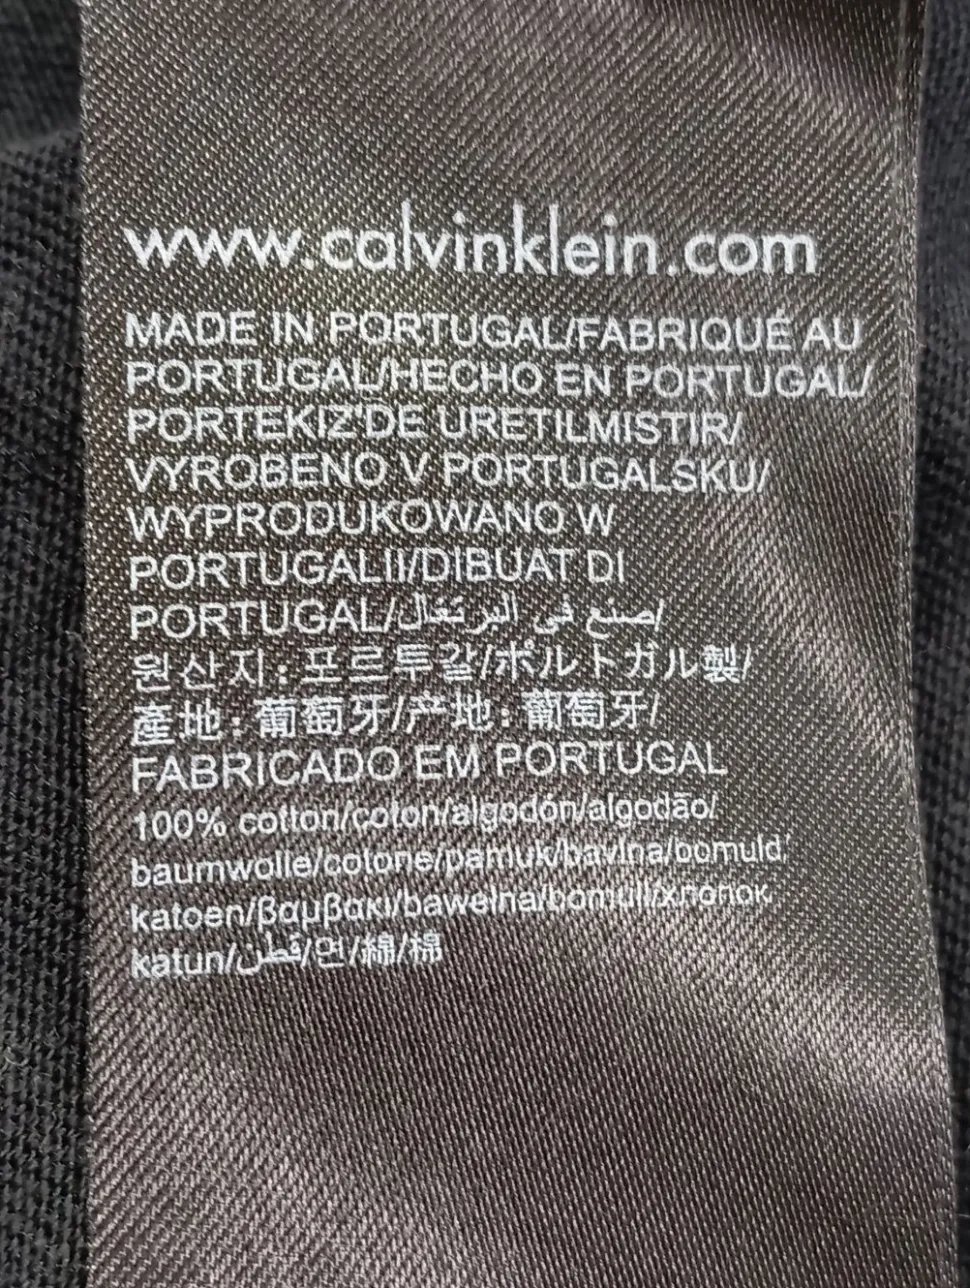 www.calvinklein.com
MADE IN PORTUGAL/FABRIQUÉ AU
PORTUGAL/HECHO EN PORTUGAL/
PORTEKIZ'DE URETILMISTIR/
VYROBENO V PORTUGALSKU/
WYPRODUKOWANO W
PORTUGALII/DIBUAT DI
PORTUGAL/صنع في البرتغال/
원산지:포르투갈/ポルトガル製/
產地:葡萄牙/产地:葡萄牙/
FABRICADO EM PORTUGAL
100% cotton/coton/algodón/algodão/
baumwolle/cotone/pamuk/bavlna/bomuld/
katoen/βαμβακι/bawełna/bomull/хлопок
katun/قطن/면/綿/棉